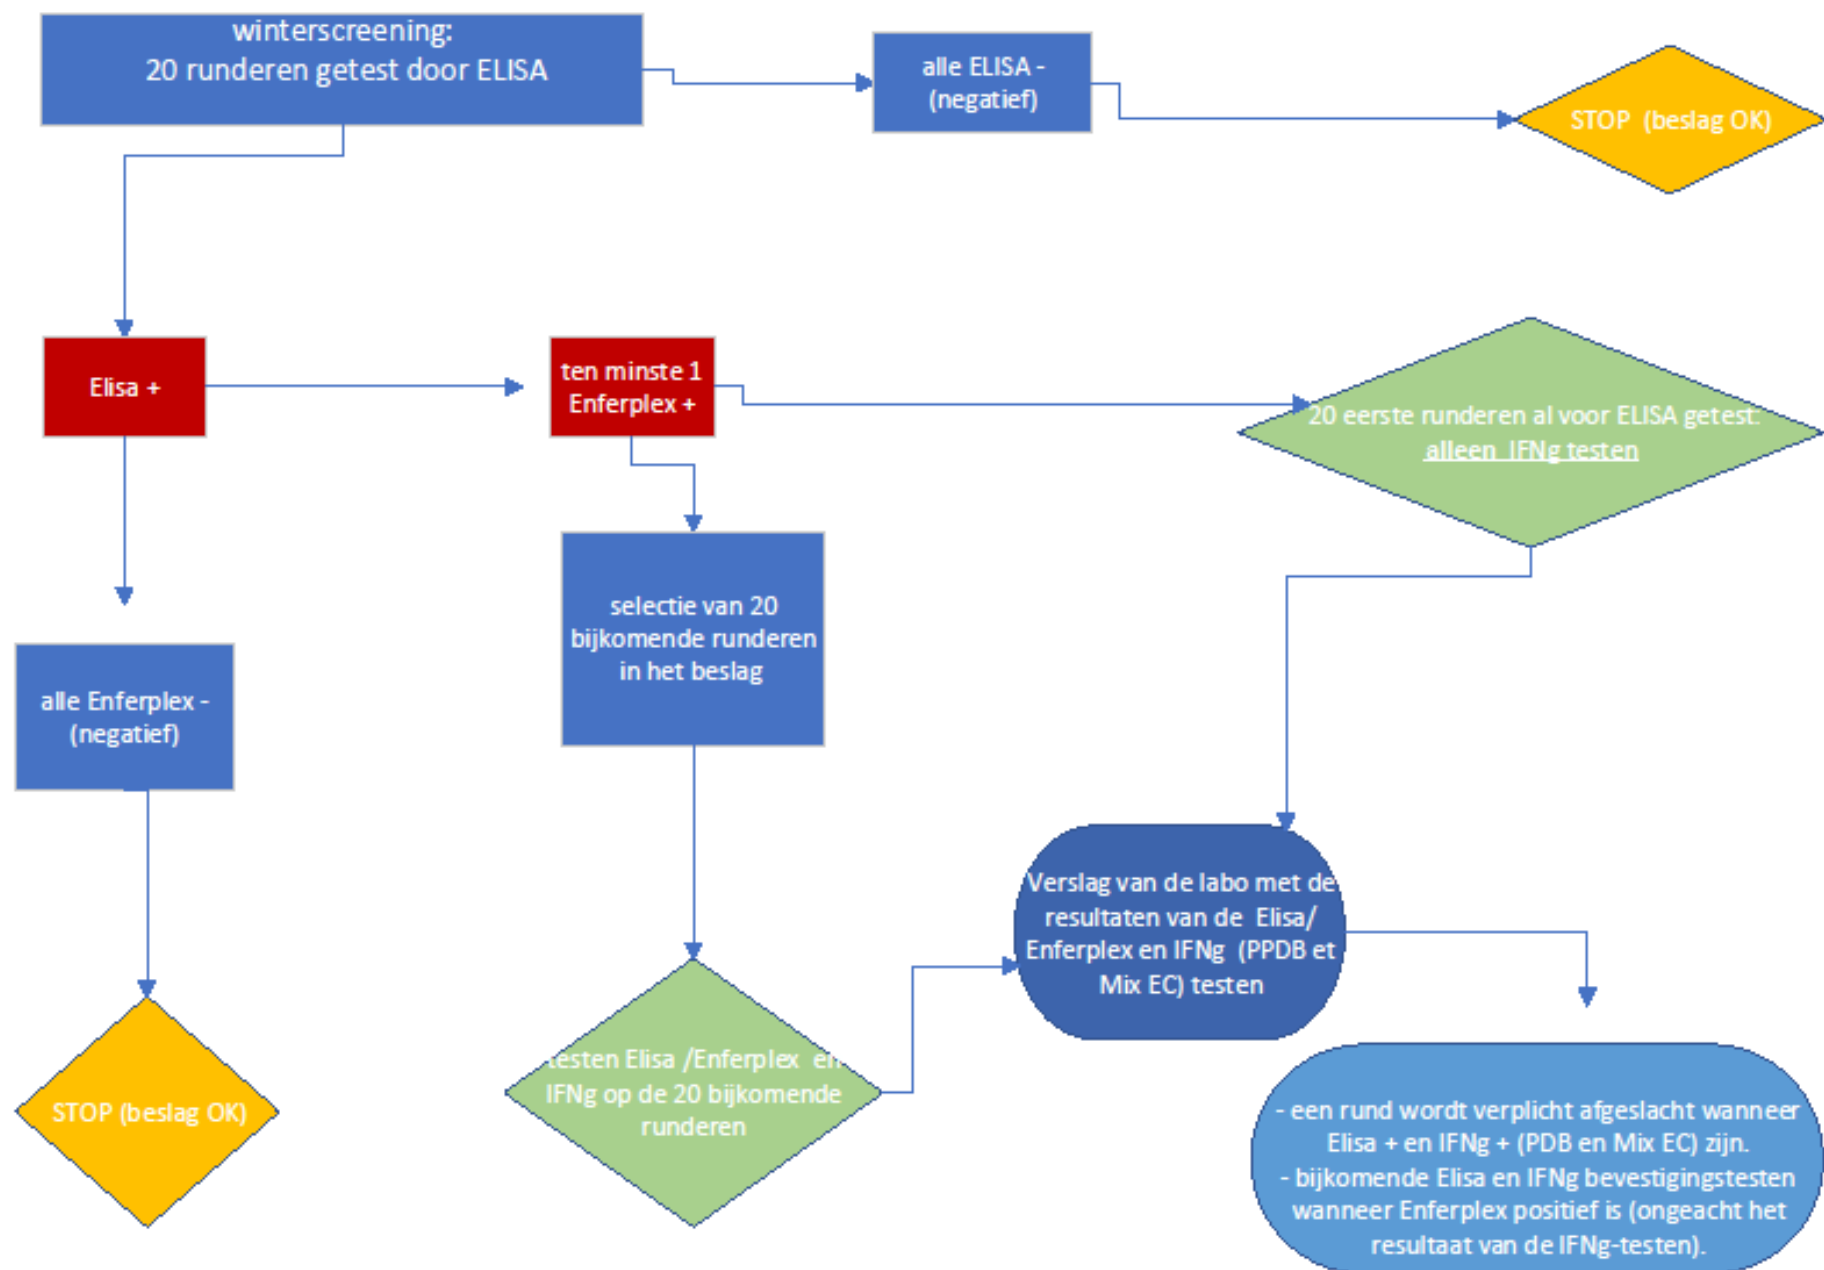 winterscreening:
20 runderen getest door ELISA
alle ELISA -
(negatief)
STOP (beslag OK)
Elisa +
ten minste 1
Enferplex +
20 eerste runderen al voor ELISA getest:
alleen IFNg testen
selectie van 20
bijkomende runderen
in het beslag
alle Enferplex -
(negatief)
Verslag van de labo met de
resultaten van de Elisa/
Enferplex en IFNg (PPDB et
Mix EC) testen
STOP (beslag OK)
testen Elisa /Enferplex en
IFNg op de 20 bijkomende
runderen
- een rund wordt verplicht afgeslacht wanneer
Elisa + en IFNg + (PDB en Mix EC) zijn.
- bijkomende Elisa en IFNg bevestigingstesten
wanneer Enferplex positief is (ongeacht het
resultaat van de IFNg-testen).